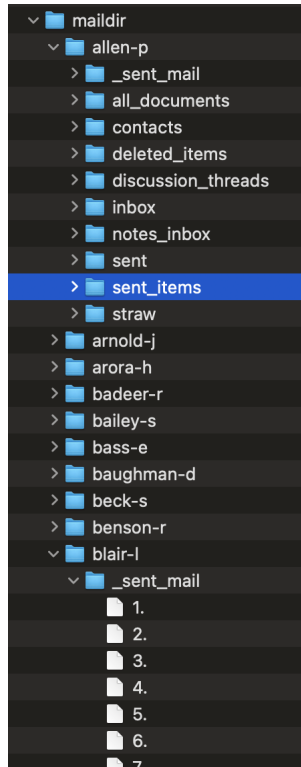 maildir
allen-p
_sent_mail
all_documents
contacts
deleted_items
discussion_threads
inbox
notes_inbox
sent
sent_items
straw
arnold-j
arora-h
badeer-r
bailey-s
bass-e
baughman-d
beck-s
benson-r
blair-l
_sent_mail
1.
2.
3.
4.
5.
6.